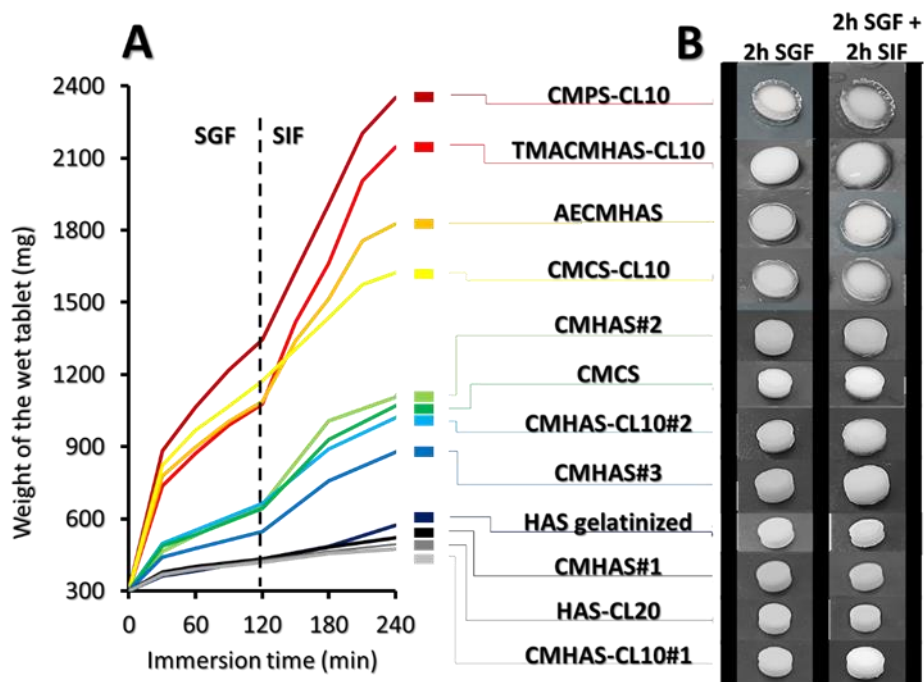 A
B
2h SGF
2h SGF +
2h SIF
Weight of the wet tablet (mg)
2400
2100
1800
1500
1200
900
600
300
SGF
SIF
0
60
120
180
240
Immersion time (min)
CMPS-CL10
TMACMHAS-CL10
AECMHAS
CMCS-CL10
CMHAS#2
CMCS
CMHAS-CL10#2
CMHAS#3
HAS gelatinized
CMHAS#1
HAS-CL20
CMHAS-CL10#1